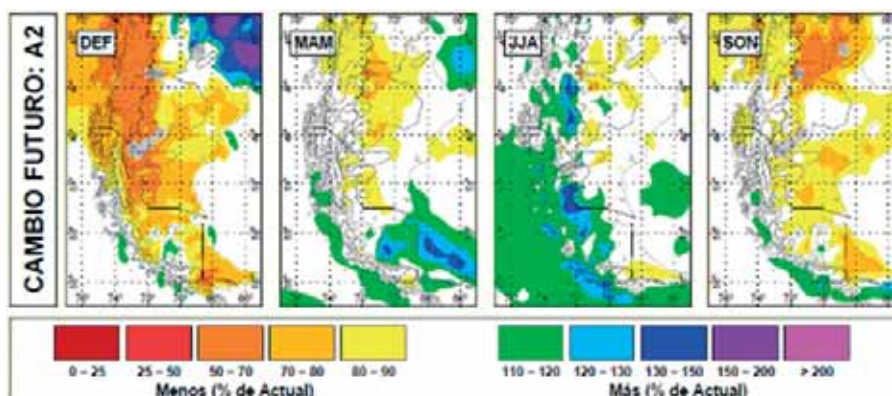 CAMBIO FUTURO: A2
DEF
MAM
JJA
SON
0 – 25
25 – 50
50 – 70
70 – 80
80 – 90
Menos (% de Actual)
110 – 120
120 – 130
130 – 150
150 – 200
> 200
Más (% de Actual)